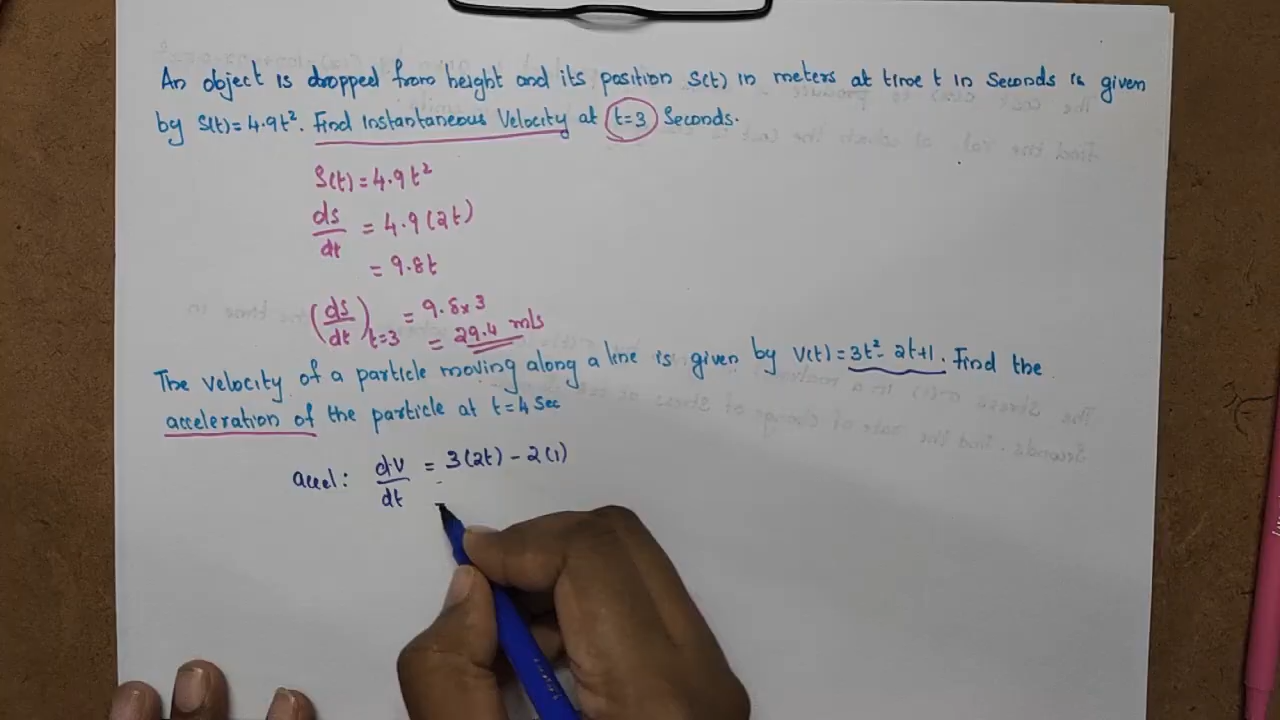 An object is dropped from height and its position S(t) in meters at time t in Seconds is given
by S(t) = 4.9t². Find Instantaneous Velocity at t=3 Seconds.
S(t) = 4.9t²
ds/dt = 4.9(2t)
= 9.8t
(ds/dt)t=3 = 9.8x3
= 29.4 m/s
The velocity of a particle moving along a line is given by V(t) = 3t² - 2t+1. Find the
acceleration of the particle at t=4 Sec
accel: dv/dt = 3(2t) - 2(1)